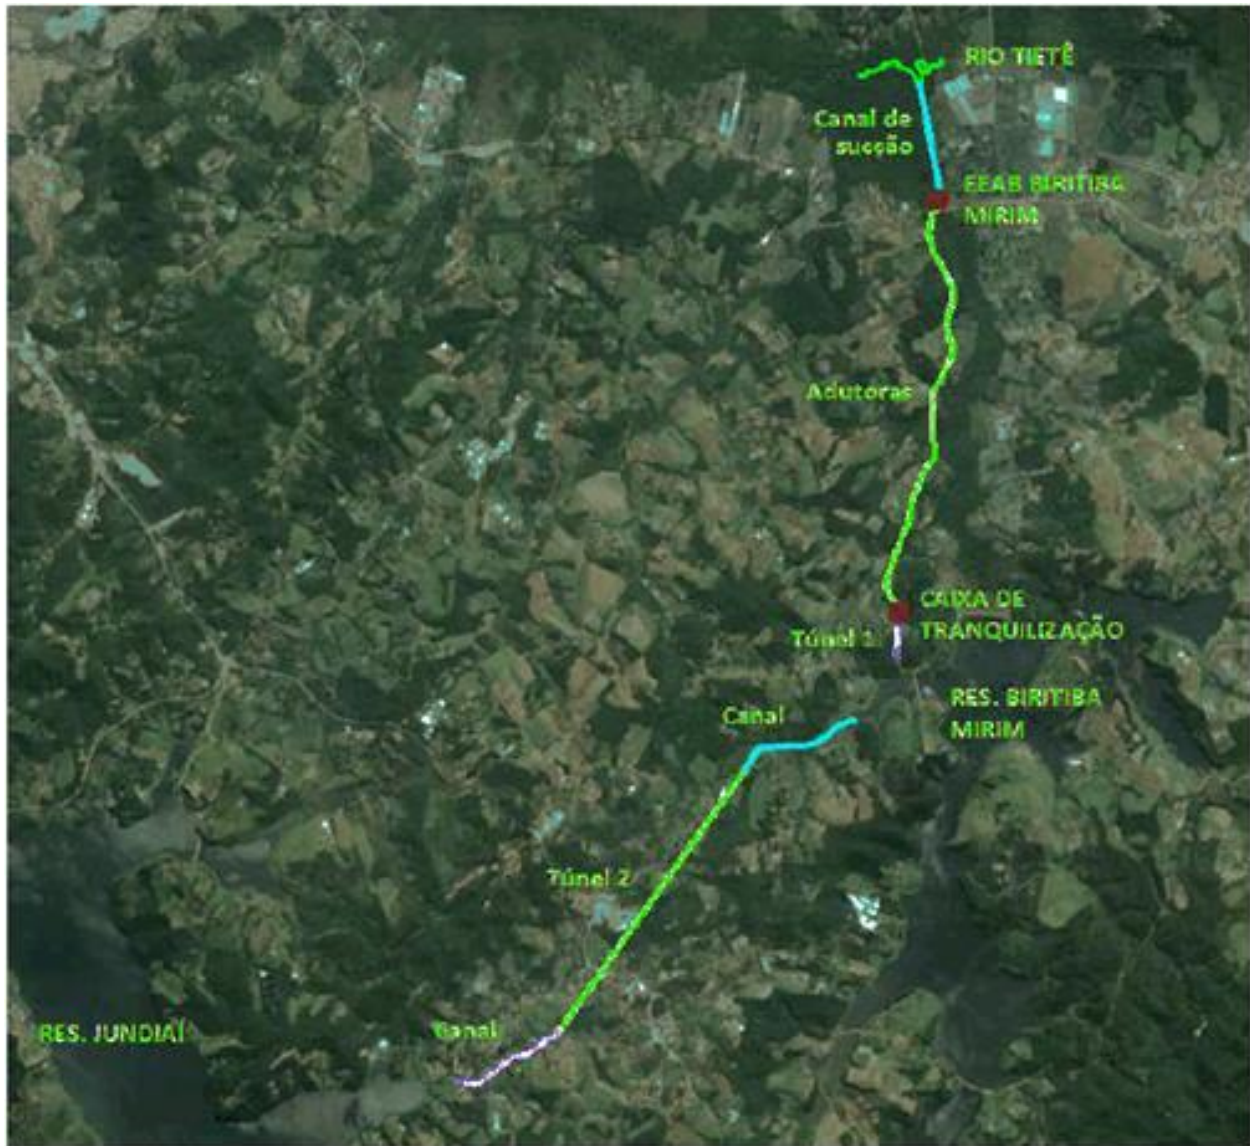 RIO TIETÊ
Canal de
sucção
EEAB BIRITIBA
MIRIM
Adutoras
CAIXA DE
TRANQUILIZAÇÃO
Túnel 1
RES. BIRITIBA
MIRIM
Canal
Túnel 2
Canal
RES. JUNDIAÍ